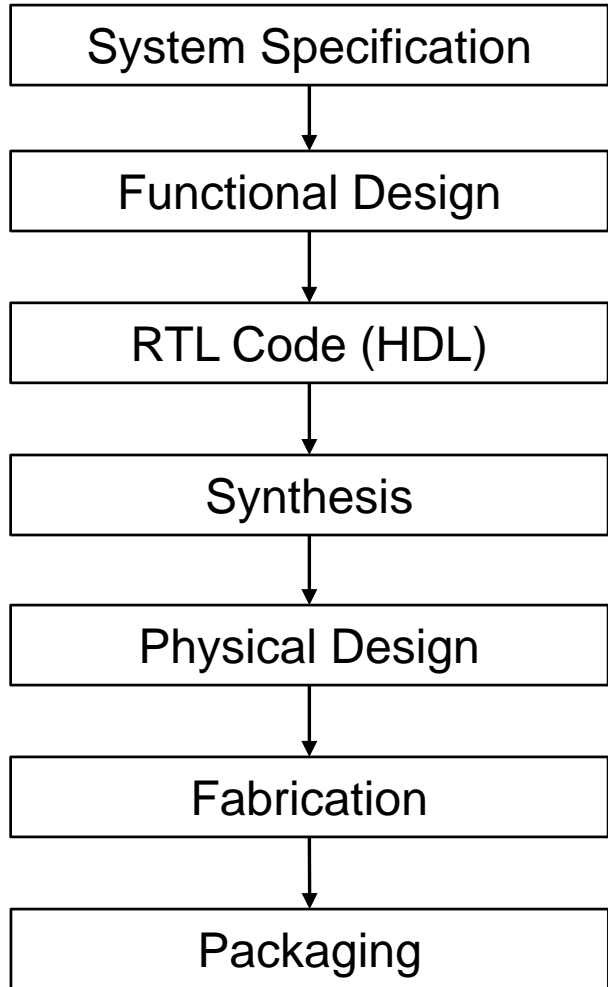 System Specification
Functional Design
RTL Code (HDL)
Synthesis
Physical Design
Fabrication
Packaging